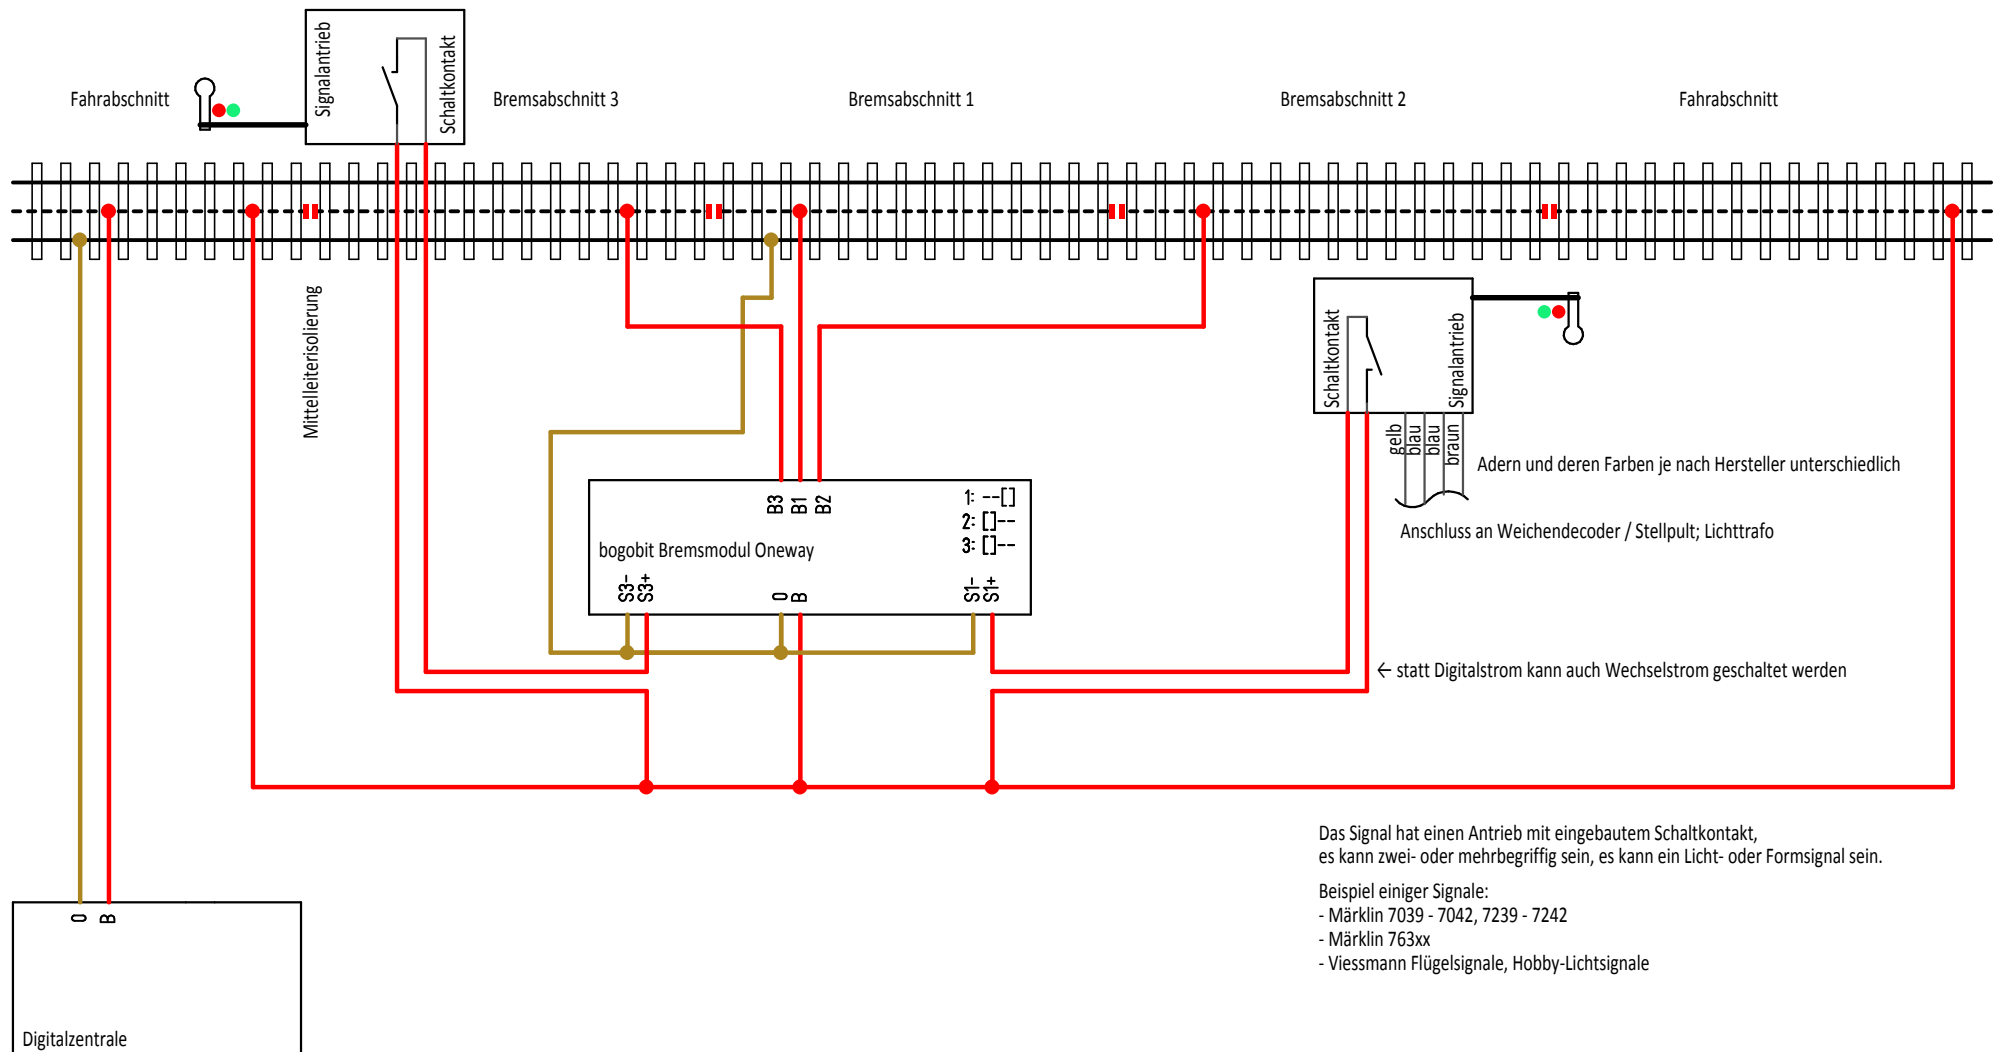 Signalantrieb
Schaltkontakt
Fahrabschnitt
Bremsabschnitt 3
Bremsabschnitt 1
Bremsabschnitt 2
Fahrabschnitt
Mittelleiterisolierung
Schaltkontakt
Signalantrieb
gelb
blau
blau
braun
Adern und deren Farben je nach Hersteller unterschiedlich
Anschluss an Weichendecoder / Stellpult; Lichttrafo
B3
B1
B2
1: --[]
2: []--
3: []--
bogobit Bremsmodul Oneway
S3-
S3+
0
B
S1-
S1+
← statt Digitalstrom kann auch Wechselstrom geschaltet werden
Das Signal hat einen Antrieb mit eingebautem Schaltkontakt,
es kann zwei- oder mehrbegriffig sein, es kann ein Licht- oder Formsignal sein.
Beispiel einiger Signale:
- Märklin 7039 - 7042, 7239 - 7242
- Märklin 763xx
- Viessmann Flügelsignale, Hobby-Lichtsignale
0
B
Digitalzentrale